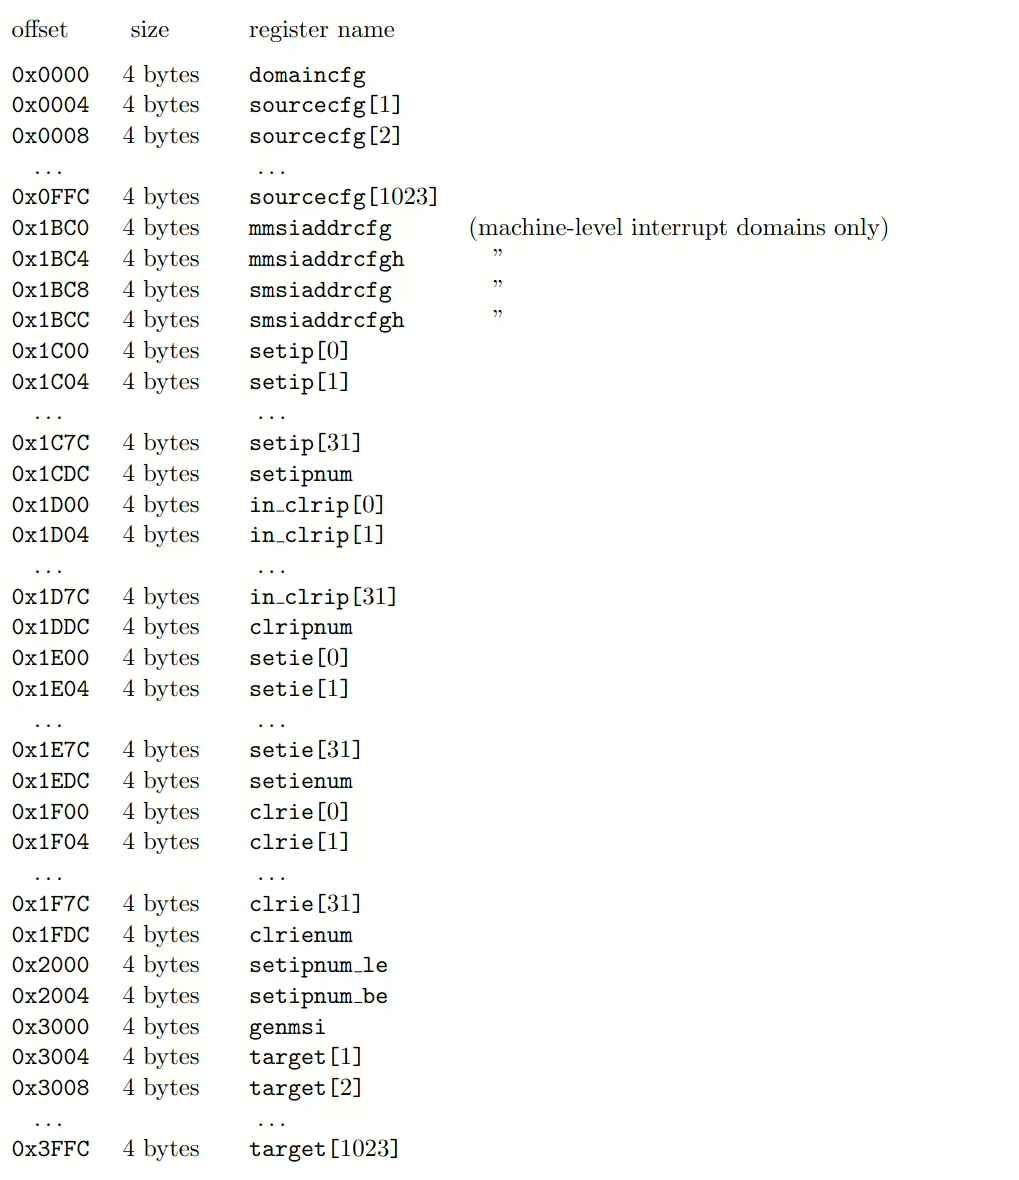 offset size register name
0x0000 4 bytes domaincfg
0x0004 4 bytes sourcecfg[1]
0x0008 4 bytes sourcecfg[2]
... ...
0x0FFC 4 bytes sourcecfg[1023]
0x1BC0 4 bytes mmsiaddrcfg (machine-level interrupt domains only)
0x1BC4 4 bytes mmsiaddrcfgh ”
0x1BC8 4 bytes smsiaddrcfg ”
0x1BCC 4 bytes smsiaddrcfgh ”
0x1C00 4 bytes setip[0]
0x1C04 4 bytes setip[1]
... ...
0x1C7C 4 bytes setip[31]
0x1CDC 4 bytes setipnum
0x1D00 4 bytes in_clrip[0]
0x1D04 4 bytes in_clrip[1]
... ...
0x1D7C 4 bytes in_clrip[31]
0x1DDC 4 bytes clripnum
0x1E00 4 bytes setie[0]
0x1E04 4 bytes setie[1]
... ...
0x1E7C 4 bytes setie[31]
0x1EDC 4 bytes setienum
0x1F00 4 bytes clrie[0]
0x1F04 4 bytes clrie[1]
... ...
0x1F7C 4 bytes clrie[31]
0x1FDC 4 bytes clrienum
0x2000 4 bytes setipnum_le
0x2004 4 bytes setipnum_be
0x3000 4 bytes genmsi
0x3004 4 bytes target[1]
0x3008 4 bytes target[2]
... ...
0x3FFC 4 bytes target[1023]